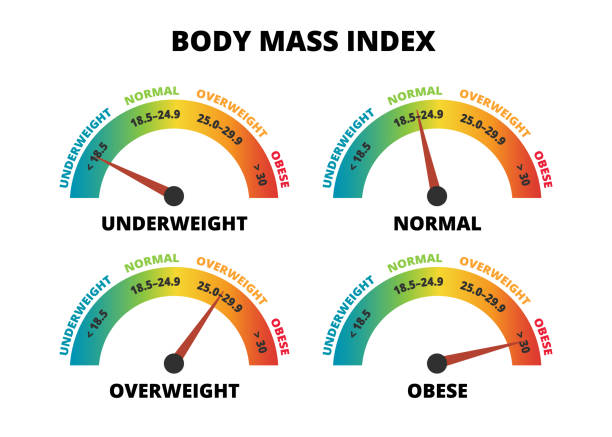 BODY MASS INDEX
UNDERWEIGHT
NORMAL
OVERWEIGHT
OBESE
< 18.5
18.5–24.9
25.0–29.9
> 30
UNDERWEIGHT
UNDERWEIGHT
NORMAL
OVERWEIGHT
OBESE
< 18.5
18.5–24.9
25.0–29.9
> 30
NORMAL
UNDERWEIGHT
NORMAL
OVERWEIGHT
OBESE
< 18.5
18.5–24.9
25.0–29.9
> 30
OVERWEIGHT
UNDERWEIGHT
NORMAL
OVERWEIGHT
OBESE
< 18.5
18.5–24.9
25.0–29.9
> 30
OBESE